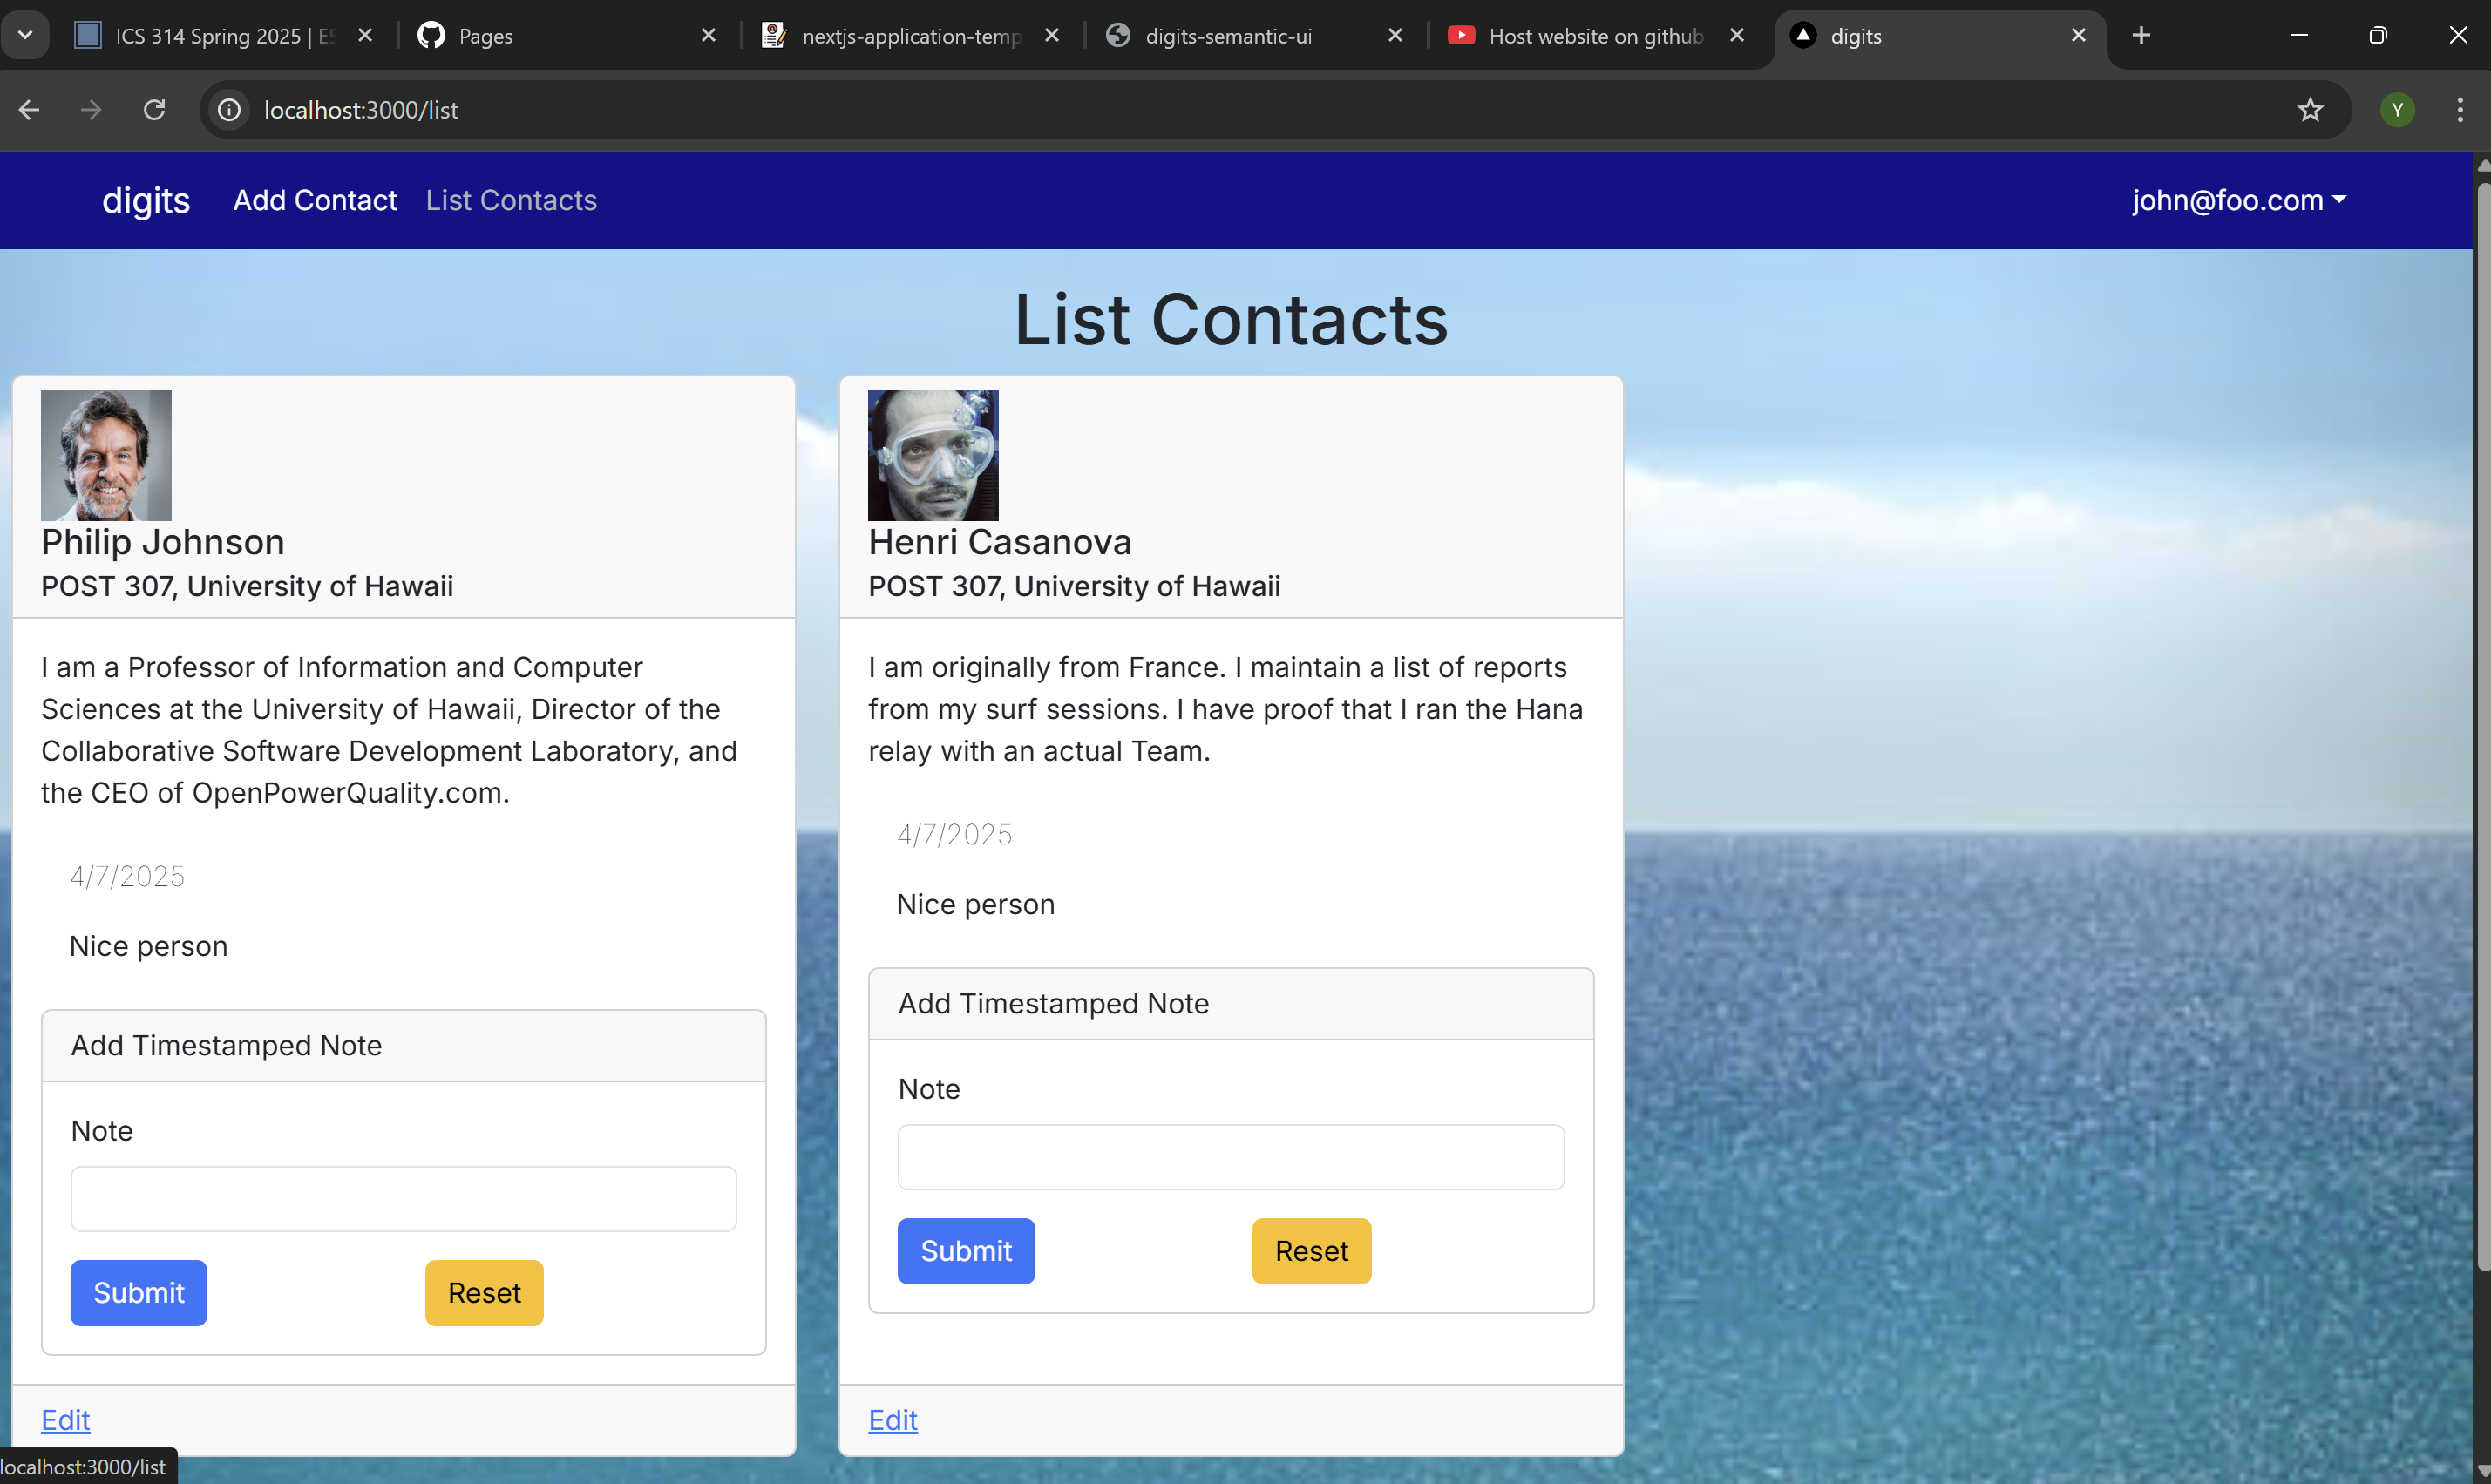 ICS 314 Spring 2025 | E5
Pages
nextjs-application-temp
digits-semantic-ui
Host website on github
digits
localhost:3000/list
Y
digits
Add Contact
List Contacts
john@foo.com
List Contacts
Philip Johnson
POST 307, University of Hawaii
I am a Professor of Information and Computer
Sciences at the University of Hawaii, Director of the
Collaborative Software Development Laboratory, and
the CEO of OpenPowerQuality.com.
4/7/2025
Nice person
Add Timestamped Note
Note
Submit
Reset
Edit
Henri Casanova
POST 307, University of Hawaii
I am originally from France. I maintain a list of reports
from my surf sessions. I have proof that I ran the Hana
relay with an actual Team.
4/7/2025
Nice person
Add Timestamped Note
Note
Submit
Reset
Edit
localhost:3000/list